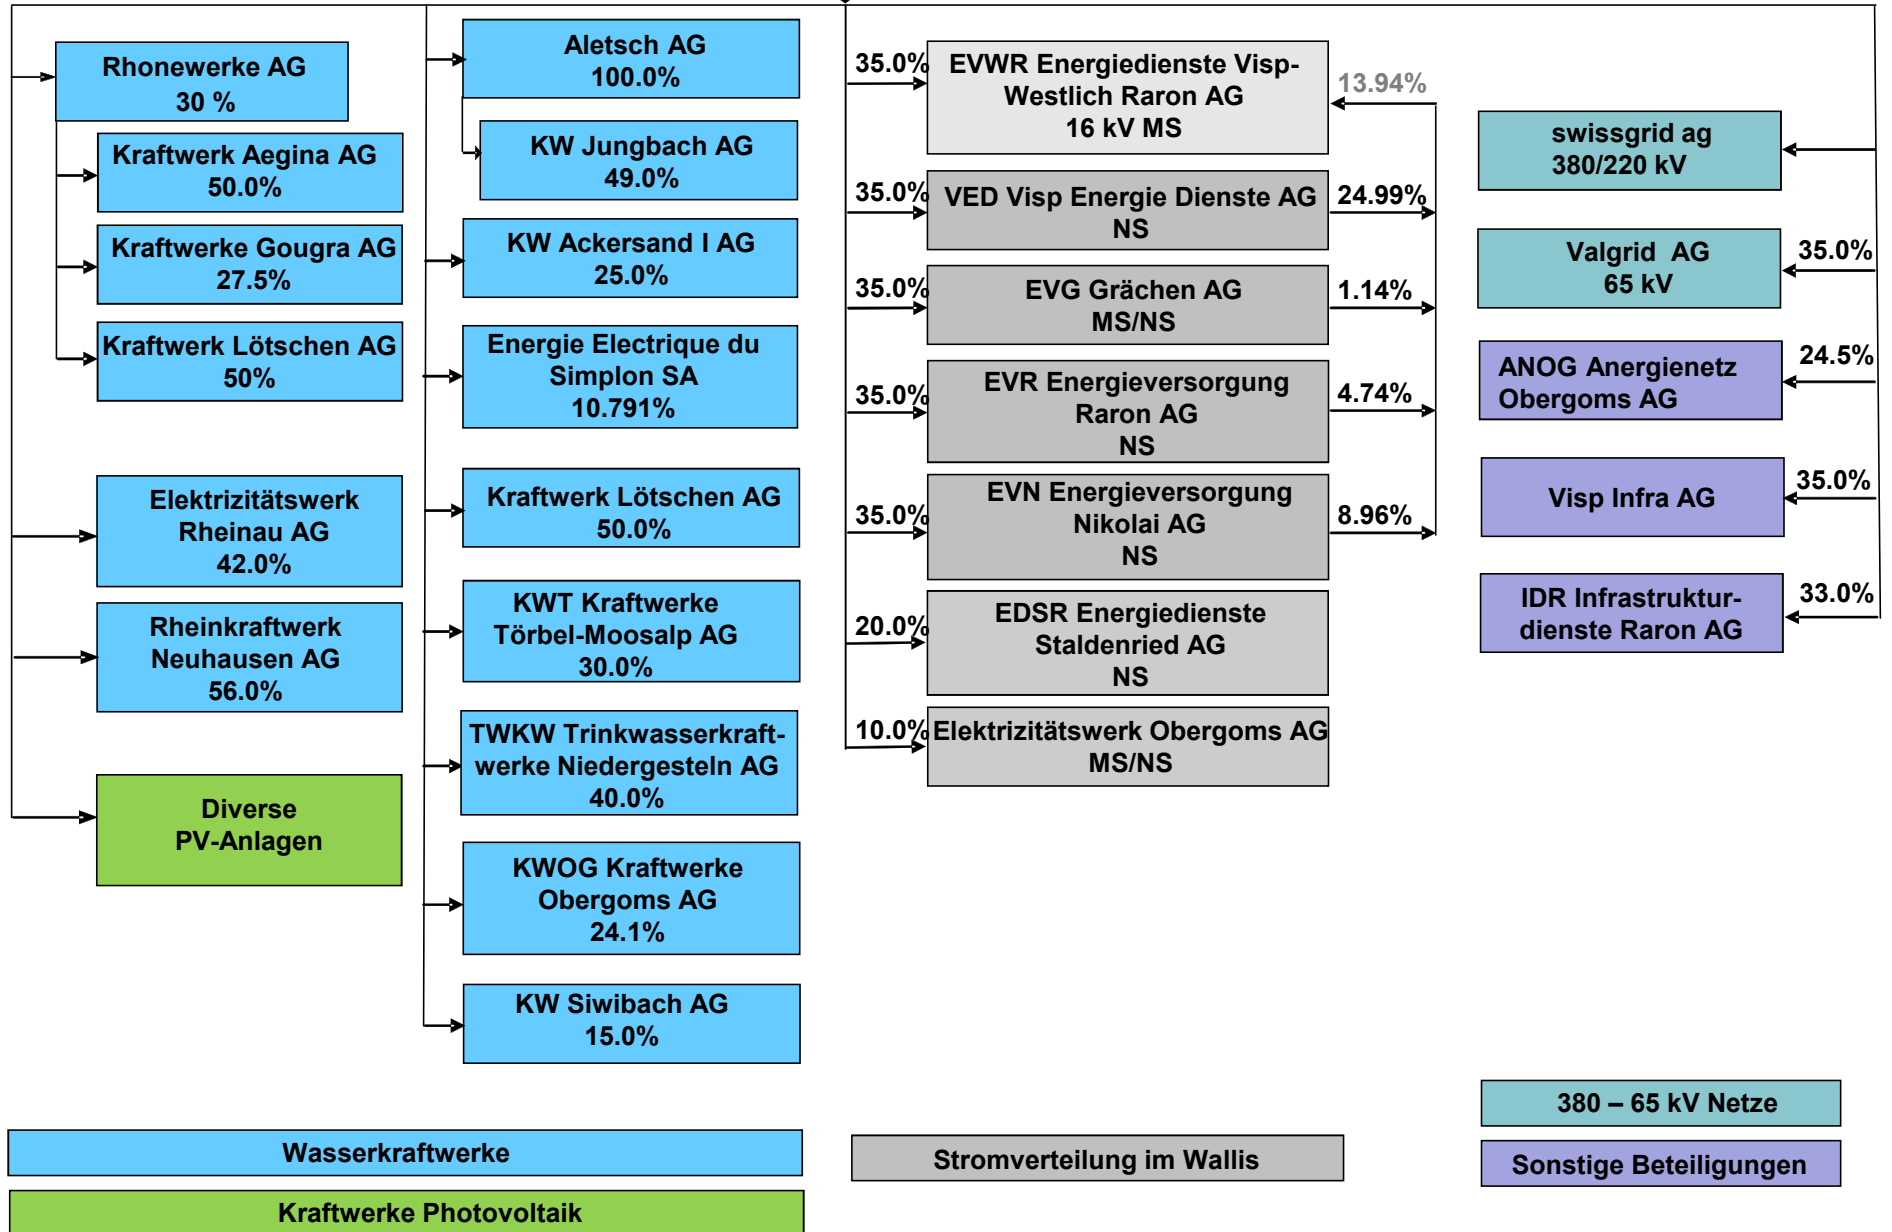 Rhonewerke AG
30 %
Kraftwerk Aegina AG
50.0%
Kraftwerke Gougra AG
27.5%
Kraftwerk Lötschen AG
50%
Elektrizitätswerk
Rheinau AG
42.0%
Rheinkraftwerk
Neuhausen AG
56.0%
Diverse
PV-Anlagen
Aletsch AG
100.0%
KW Jungbach AG
49.0%
KW Ackersand I AG
25.0%
Energie Electrique du
Simplon SA
10.791%
Kraftwerk Lötschen AG
50.0%
KWT Kraftwerke
Törbel-Moosalp AG
30.0%
TWKW Trinkwasserkraft-
werke Niedergesteln AG
40.0%
KWOG Kraftwerke
Obergoms AG
24.1%
KW Siwibach AG
15.0%
35.0%
EVWR Energiedienste Visp-
Westlich Raron AG
16 kV MS
13.94%
35.0%
VED Visp Energie Dienste AG
NS
24.99%
35.0%
EVG Grächen AG
MS/NS
1.14%
35.0%
EVR Energieversorgung
Raron AG
NS
4.74%
35.0%
EVN Energieversorgung
Nikolai AG
NS
8.96%
20.0%
EDSR Energiedienste
Staldenried AG
NS
10.0%
Elektrizitätswerk Obergoms AG
MS/NS
swissgrid ag
380/220 kV
Valgrid AG
65 kV
35.0%
ANOG Anergienetz
Obergoms AG
24.5%
Visp Infra AG
35.0%
IDR Infrastruktur-
dienste Raron AG
33.0%
Wasserkraftwerke
Kraftwerke Photovoltaik
Stromverteilung im Wallis
380 – 65 kV Netze
Sonstige Beteiligungen